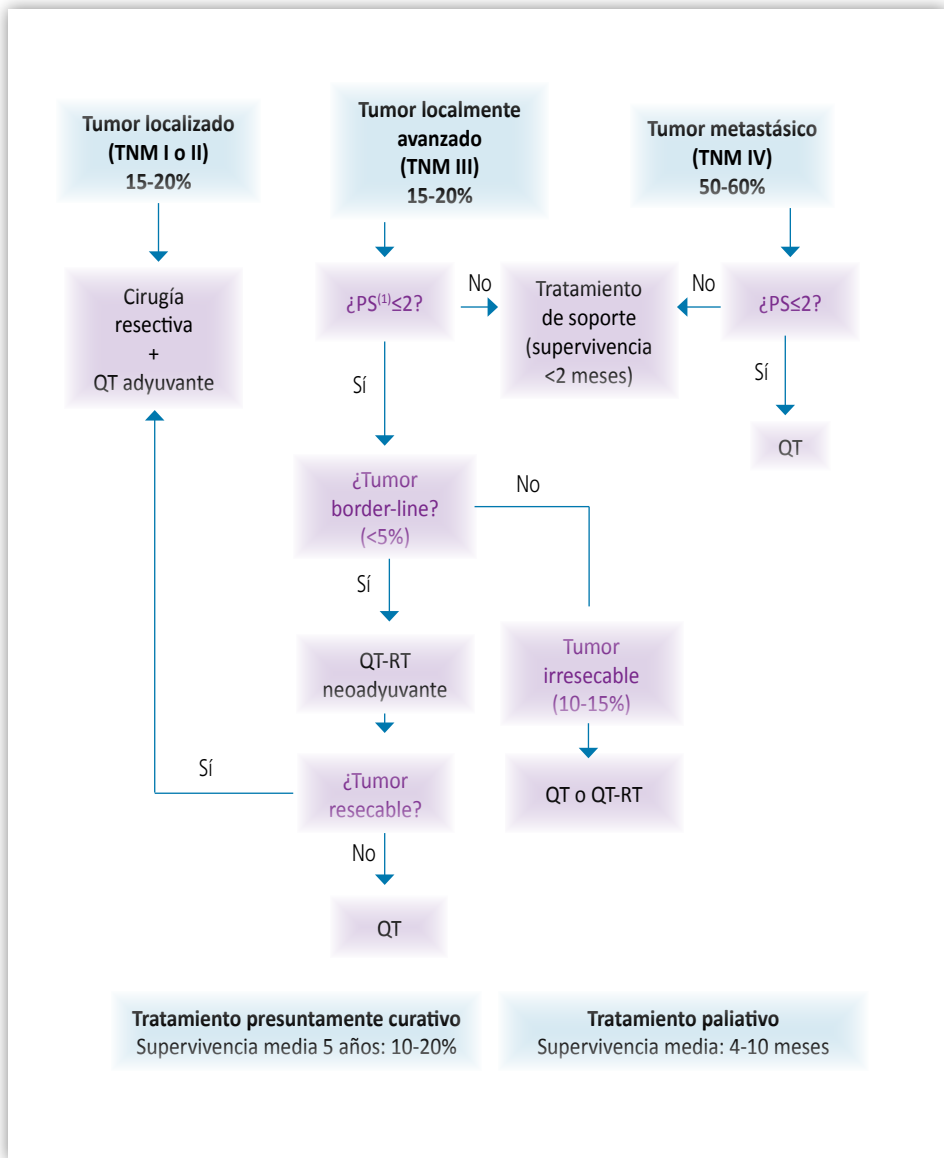 Tumor localizado
(TNM I o II)
15-20%
Tumor localmente
avanzado
(TNM III)
15-20%
Tumor metastásico
(TNM IV)
50-60%
Cirugía
resectiva
+
QT adyuvante
¿PS(1)≤2?
No
Tratamiento
de soporte
(supervivencia
<2 meses)
No
¿PS≤2?
Sí
Sí
QT
¿Tumor
border-line?
(<5%)
No
Sí
QT-RT
neoadyuvante
Tumor
irresecable
(10-15%)
Sí
¿Tumor
resecable?
QT o QT-RT
No
QT
Tratamiento presuntamente curativo
Supervivencia media 5 años: 10-20%
Tratamiento paliativo
Supervivencia media: 4-10 meses